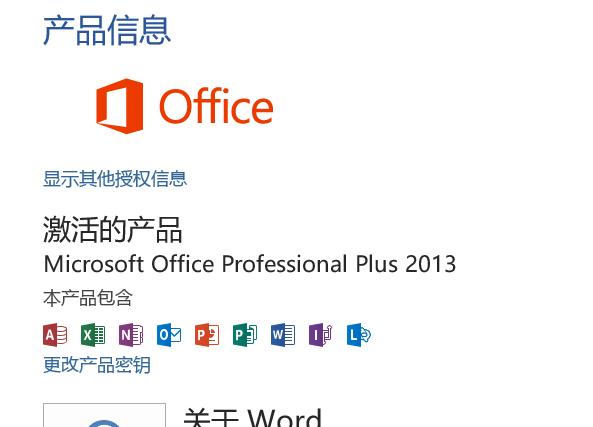 产品信息
Office
显示其他授权信息
激活的产品
Microsoft Office Professional Plus 2013
本产品包含
A X N O P P W I L
更改产品密钥
关于 Word